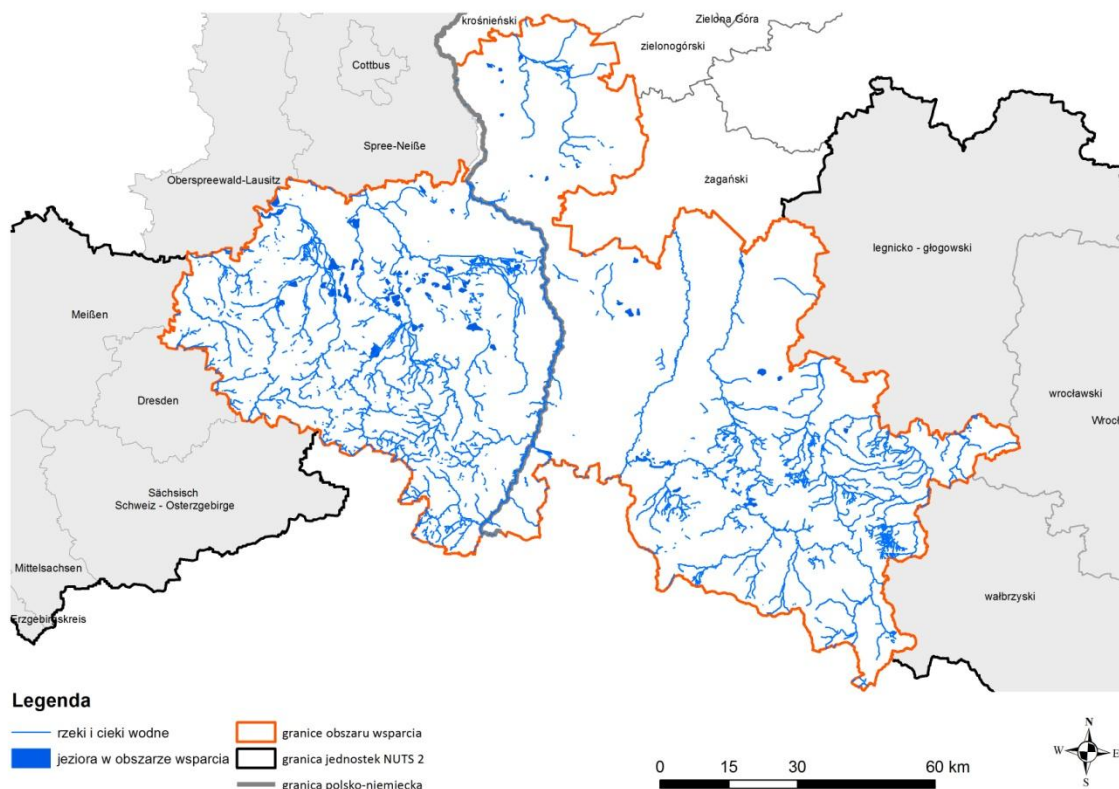 krośnieński
Zielona Góra
zielonogórski
Cottbus
Spree-Neiße
Oberspreewald-Lausitz
żagański
legnicko - głogowski
Meißen
Dresden
wrocławski
Wrocł
Sächsisch
Schweiz - Osterzgebirge
Mittelsachsen
Erzgebirgskreis
wałbrzyski
Legenda
rzeki i cieki wodne
jeziora w obszarze wsparcia
granice obszaru wsparcia
granica jednostek NUTS 2
granica polsko-niemiecka
0 15 30 60 km
N
W E
S